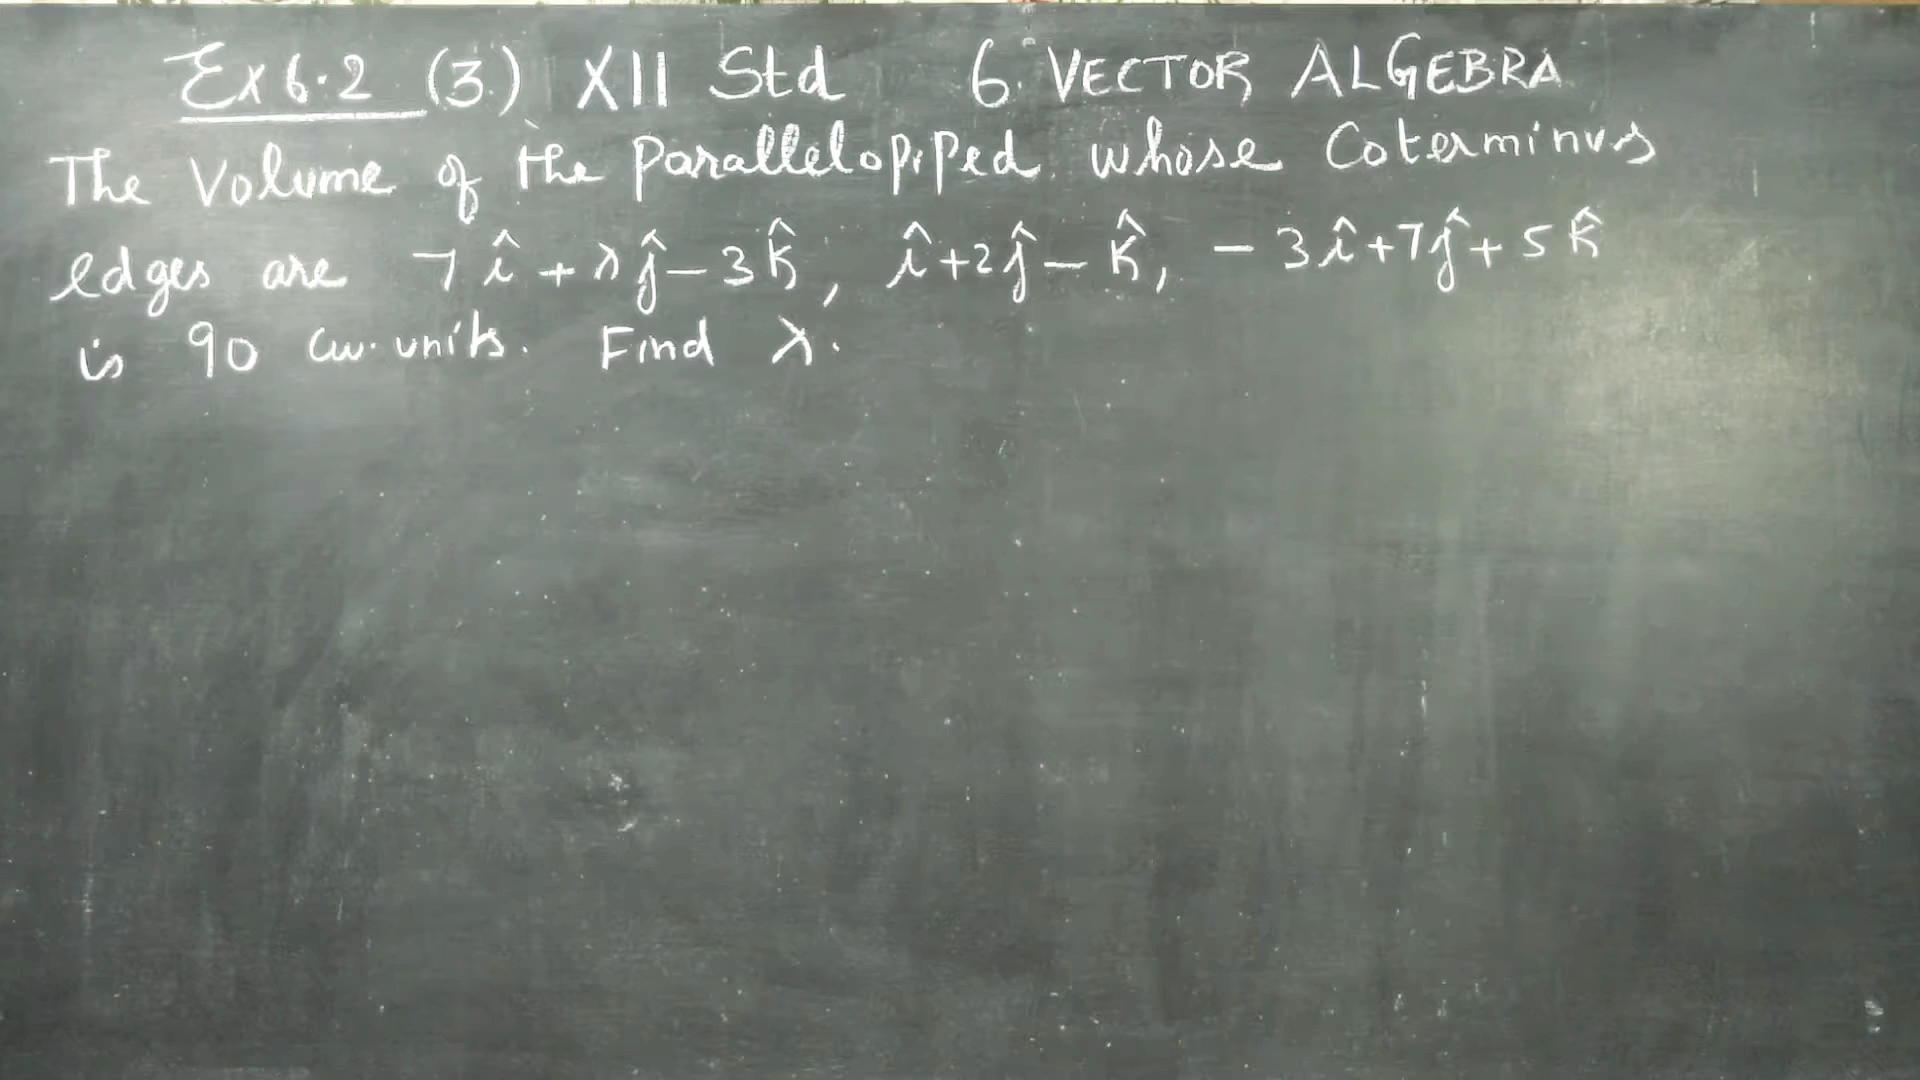 Ex 6.2 (3.) XII Std 6. VECTOR ALGEBRA
The Volume of the parallelopiped whose Coterminus
edges are 7î + λĵ - 3k̂, î + 2ĵ - k̂, - 3î + 7ĵ + 5k̂
is 90 cu. units. Find λ.